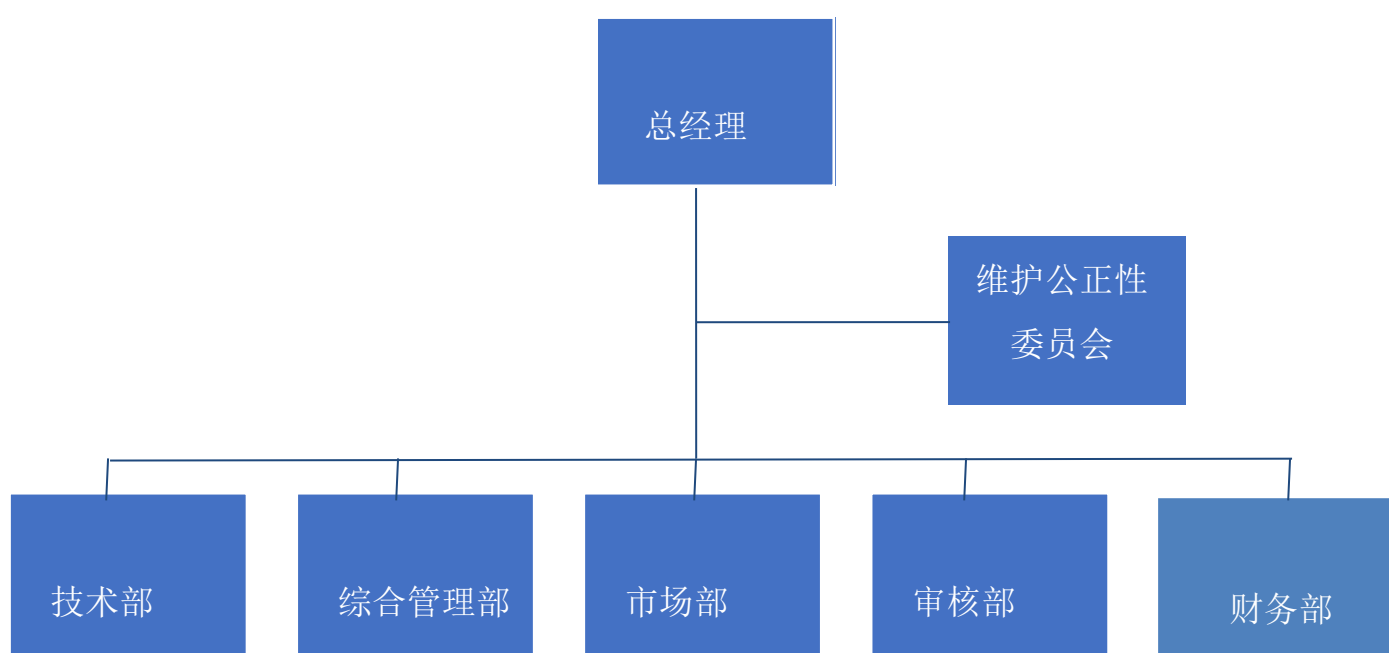 总经理
维护公正性
委员会
技术部
综合管理部
市场部
审核部
财务部